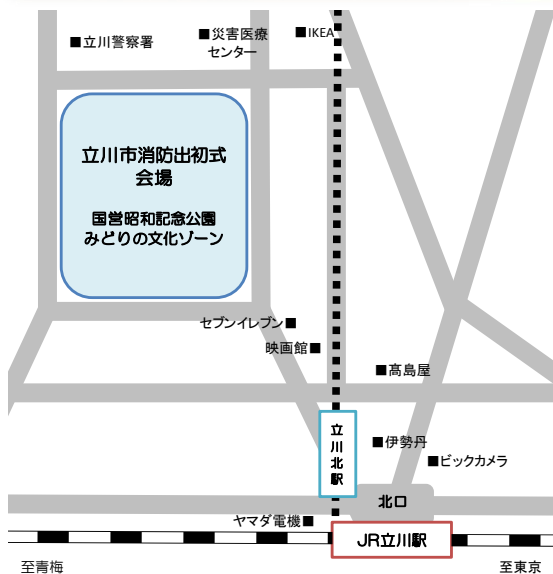 ■立川警察署
■災害医療
センター
■IKEA
立川市消防出初式
会場
国営昭和記念公園
みどりの文化ゾーン
セブンイレブン■
映画館■
■髙島屋
立川北駅
■伊勢丹
■ビックカメラ
北口
ヤマダ電機■
JR立川駅
至青梅
至東京